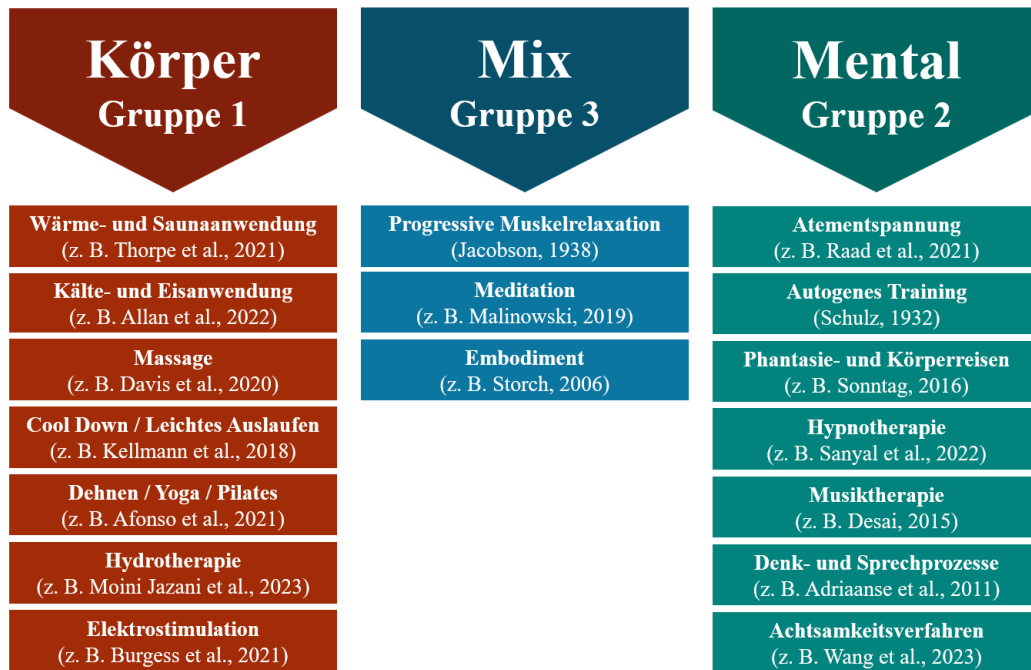 Körper
Gruppe 1
Wärme- und Saunaanwendung
(z. B. Thorpe et al., 2021)
Kälte- und Eisanwendung
(z. B. Allan et al., 2022)
Massage
(z. B. Davis et al., 2020)
Cool Down / Leichtes Auslaufen
(z. B. Kellmann et al., 2018)
Dehnen / Yoga / Pilates
(z. B. Afonso et al., 2021)
Hydrotherapie
(z. B. Moini Jazani et al., 2023)
Elektrostimulation
(z. B. Burgess et al., 2021)
Mix
Gruppe 3
Progressive Muskelrelaxation
(Jacobson, 1938)
Meditation
(z. B. Malinowski, 2019)
Embodiment
(z. B. Storch, 2006)
Mental
Gruppe 2
Atementspannung
(z. B. Raad et al., 2021)
Autogenes Training
(Schulz, 1932)
Phantasie- und Körperreisen
(z. B. Sonntag, 2016)
Hypnotherapie
(z. B. Sanyal et al., 2022)
Musiktherapie
(z. B. Desai, 2015)
Denk- und Sprechprozesse
(z. B. Adriaanse et al., 2011)
Achtsamkeitsverfahren
(z. B. Wang et al., 2023)